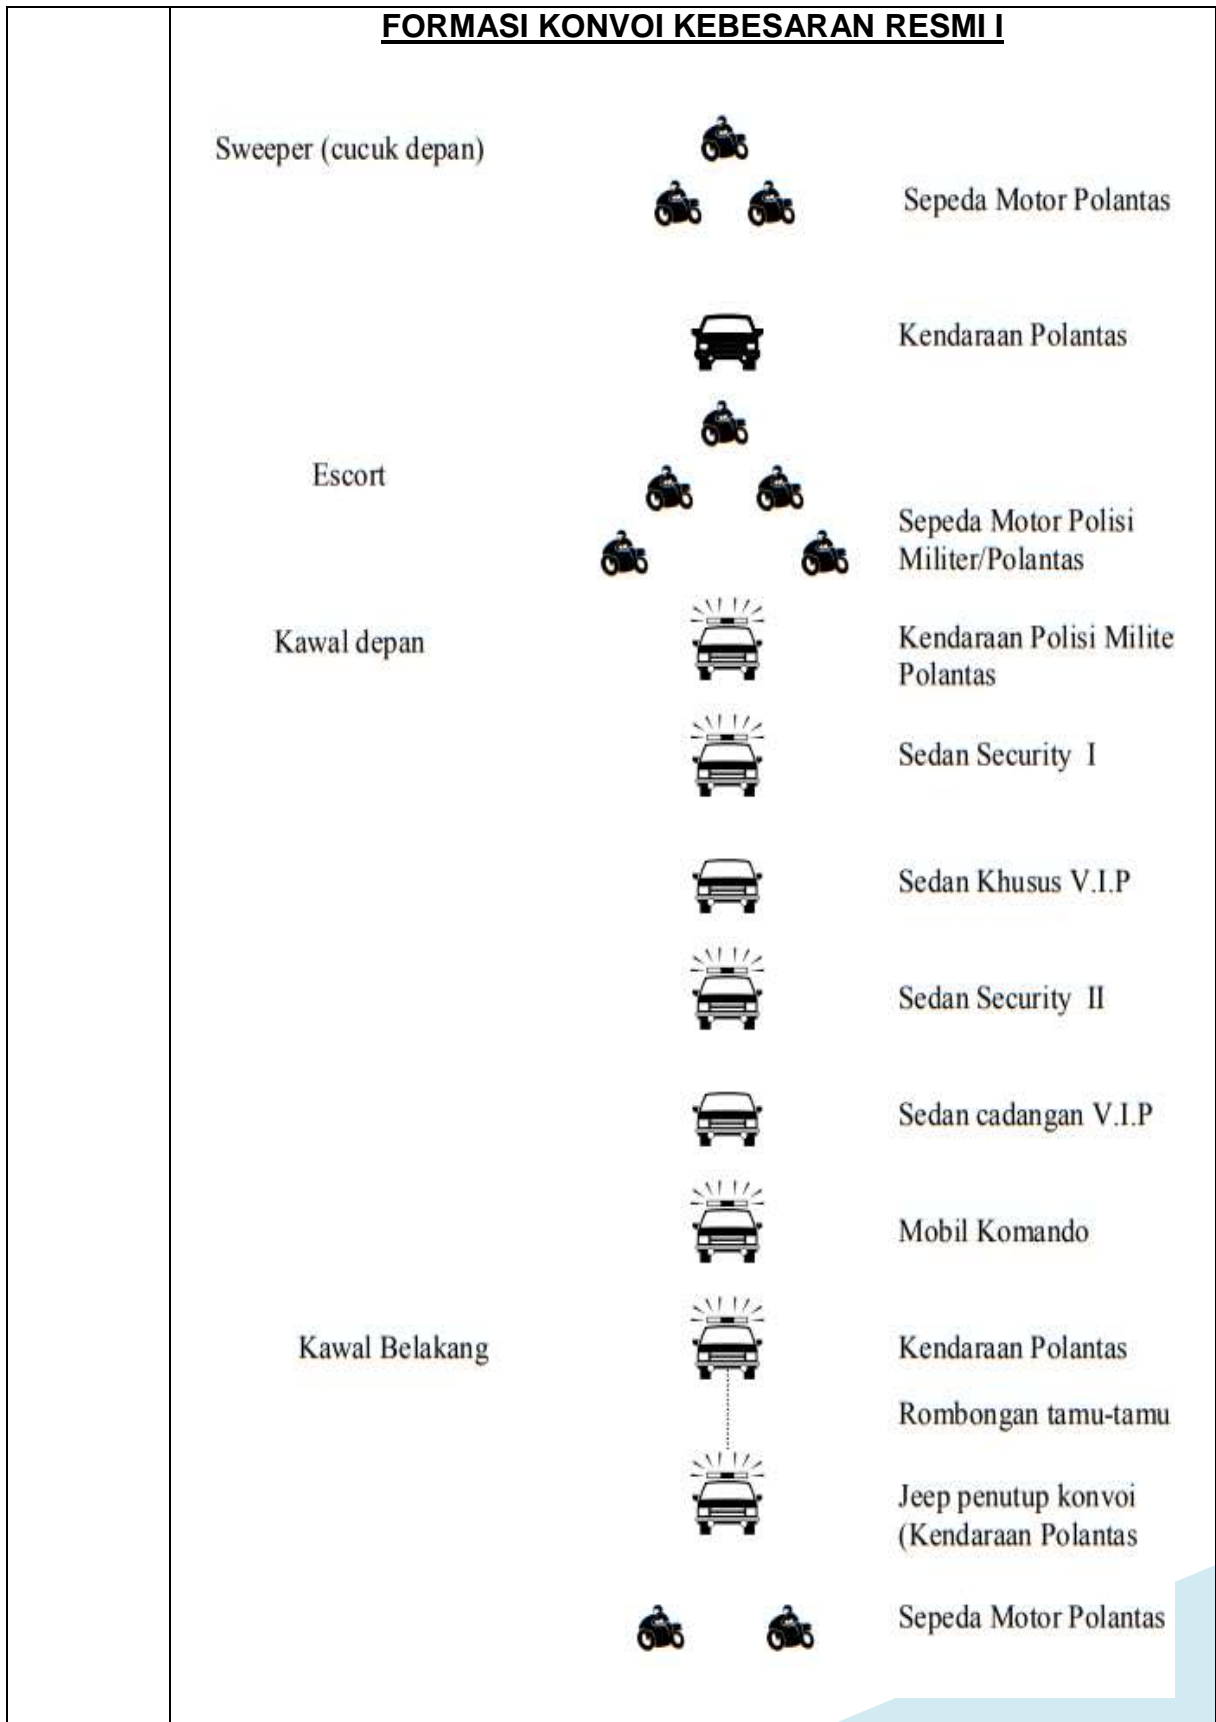 FORMASI KONVOI KEBESARAN RESMI I
Sweeper (cucuk depan)
Sepeda Motor Polantas
Kendaraan Polantas
Escort
Sepeda Motor Polisi
Militer/Polantas
Kawal depan
Kendaraan Polisi Milite
Polantas
Sedan Security I
Sedan Khusus V.I.P
Sedan Security II
Sedan cadangan V.I.P
Mobil Komando
Kawal Belakang
Kendaraan Polantas
Rombongan tamu-tamu
Jeep penutup konvoi
(Kendaraan Polantas
Sepeda Motor Polantas